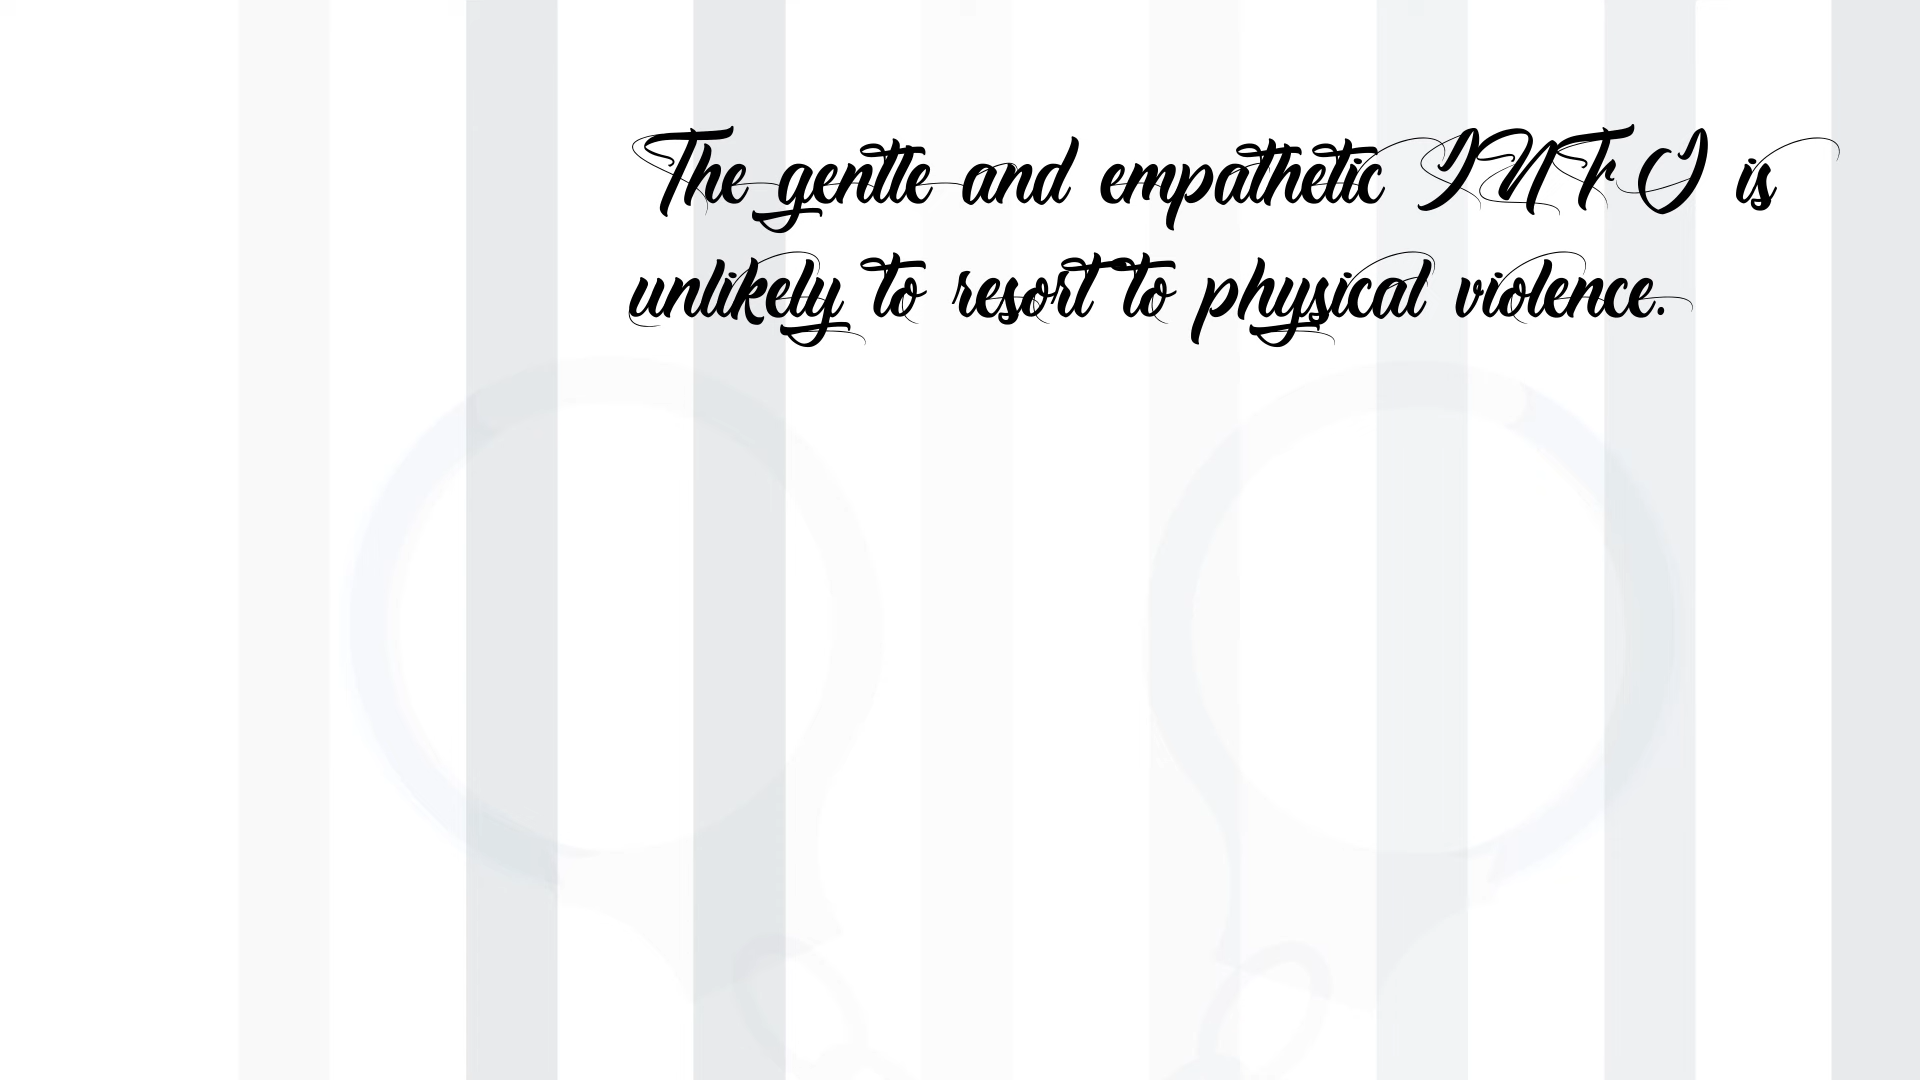 The gentle and empathetic INFJ is
unlikely to resort to physical violence.